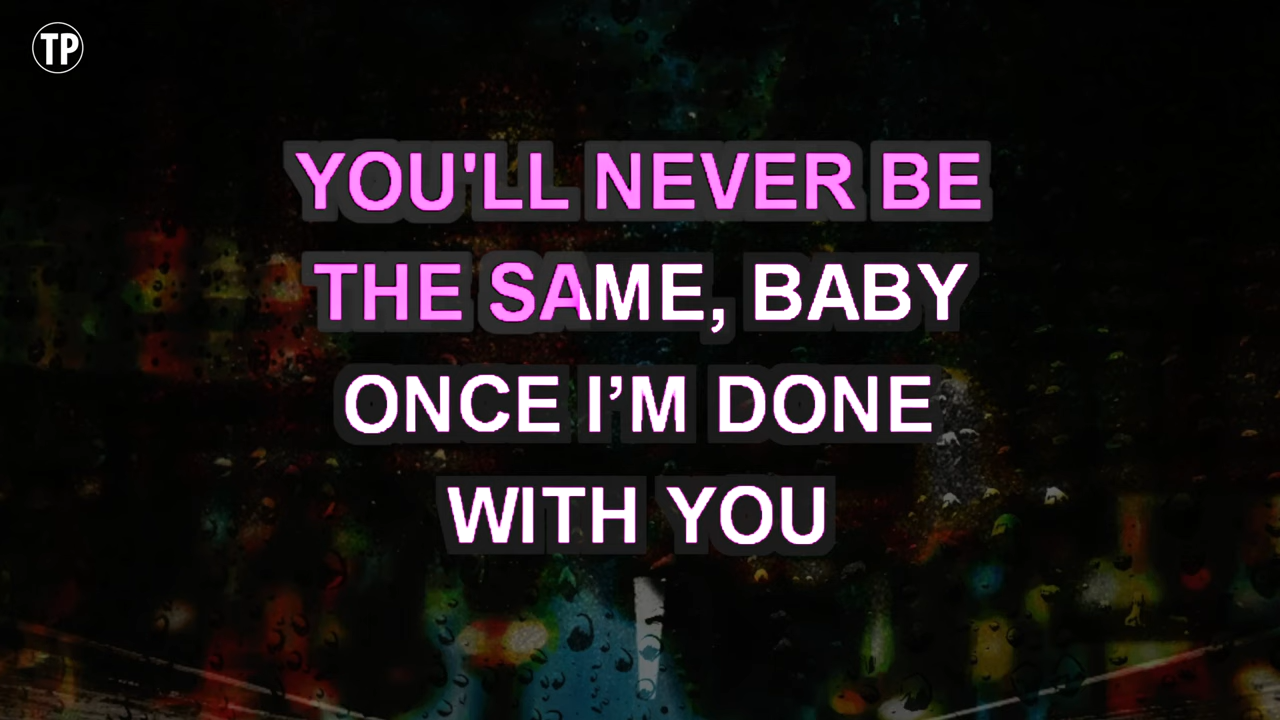 TP
YOU'LL NEVER BE
THE SAME, BABY
ONCE I’M DONE
WITH YOU